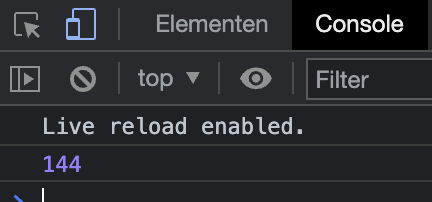 Elementen Console
top Filter
Live reload enabled.
144